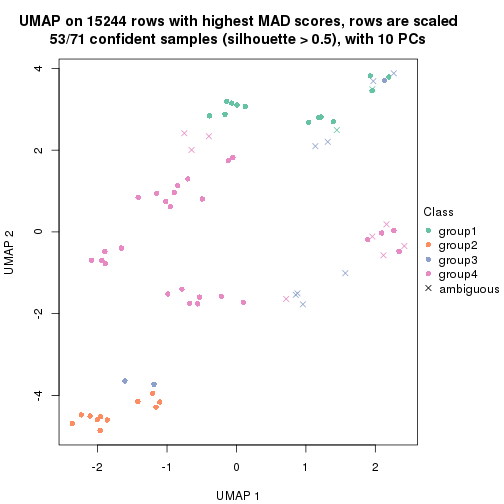 UMAP on 15244 rows with highest MAD scores, rows are scaled
53/71 confident samples (silhouette > 0.5), with 10 PCs
4
2
0
-2
-4
UMAP 2
-2
-1
0
1
2
UMAP 1
Class
group1
group2
group3
group4
ambiguous